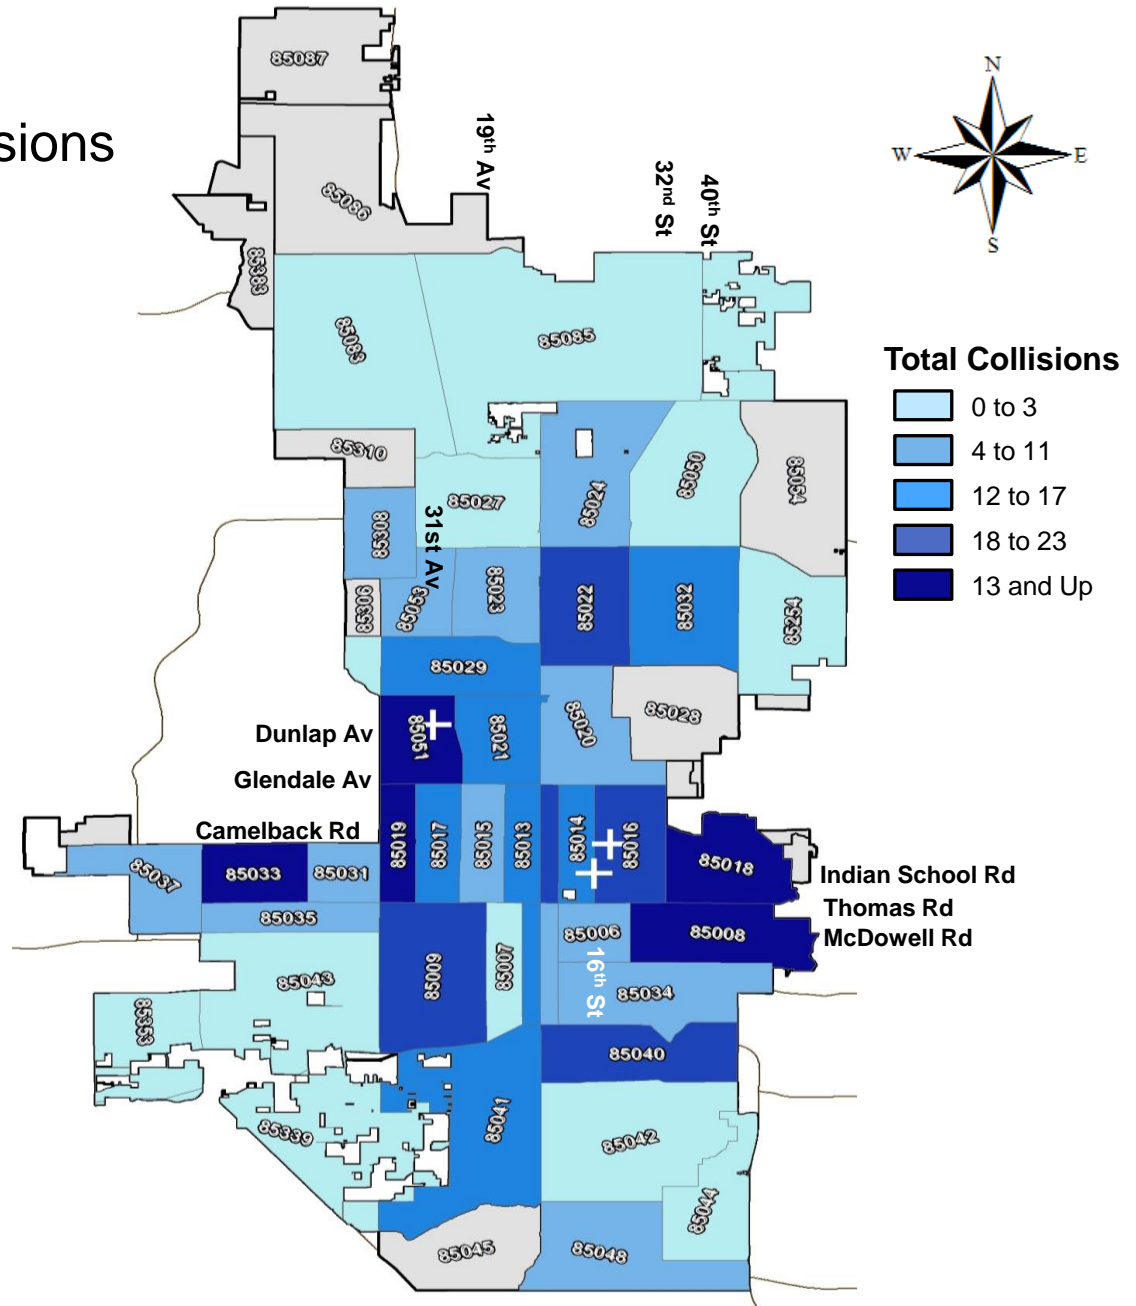 sions
N
W
E
S
19th Av
32nd St
40th St
85087
85086
85383
85083
85085
Total Collisions
0 to 3
4 to 11
12 to 17
18 to 23
13 and Up
85310
85027
85024
85050
85054
85308
31st Av
85306
85053
85023
85022
85032
85254
85029
Dunlap Av
85051
85021
85020
85028
Glendale Av
Camelback Rd
85019
85017
85015
85013
85014
85016
85018
85037
85033
85031
Indian School Rd
Thomas Rd
McDowell Rd
85035
85009
85007
85006
85008
16th St
85043
85034
85353
85040
85339
85041
85042
85044
85045
85048